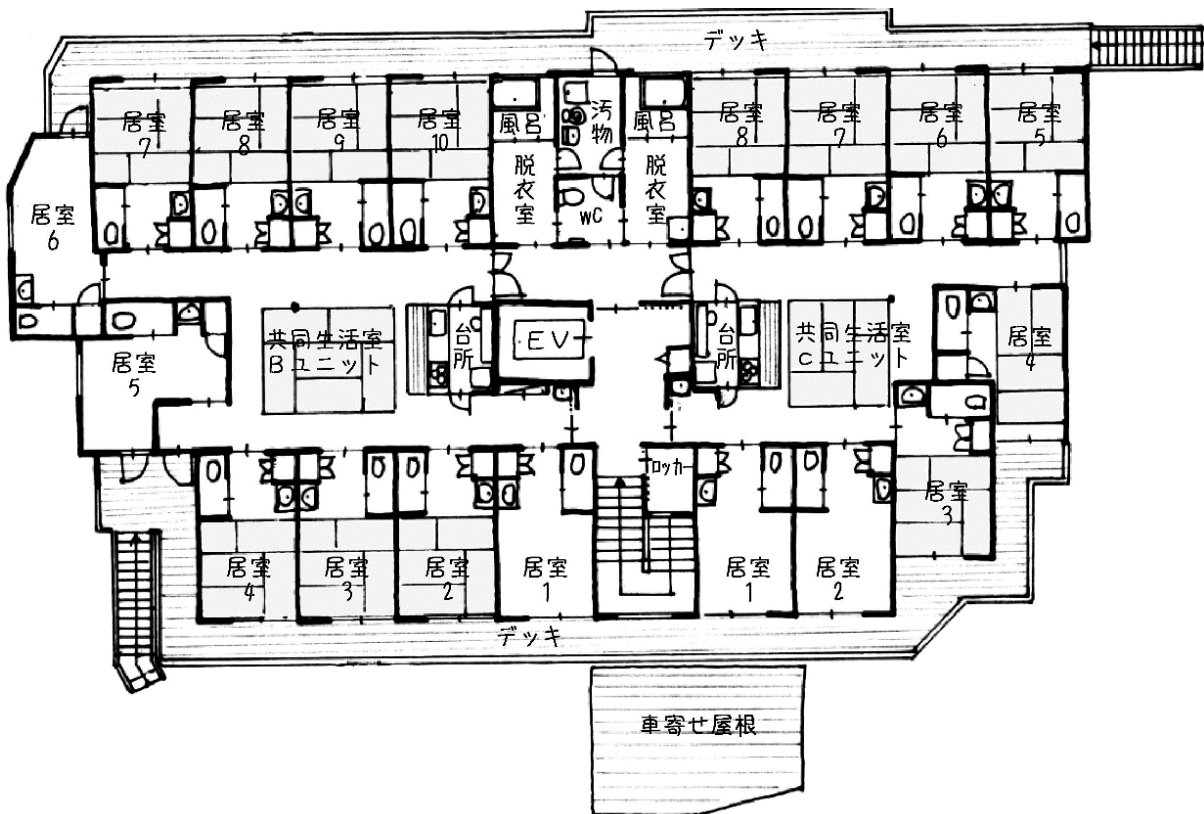 デッキ
居室
7
居室
8
居室
9
居室
10
風呂
汚物
風呂
居室
8
居室
7
居室
6
居室
5
脱衣室
WC
脱衣室
居室
6
共同生活室
Bユニット
台所
EV
台所
共同生活室
Cユニット
居室
4
居室
5
ロッカー
居室
3
居室
4
居室
3
居室
2
居室
1
居室
1
居室
2
デッキ
車寄せ屋根